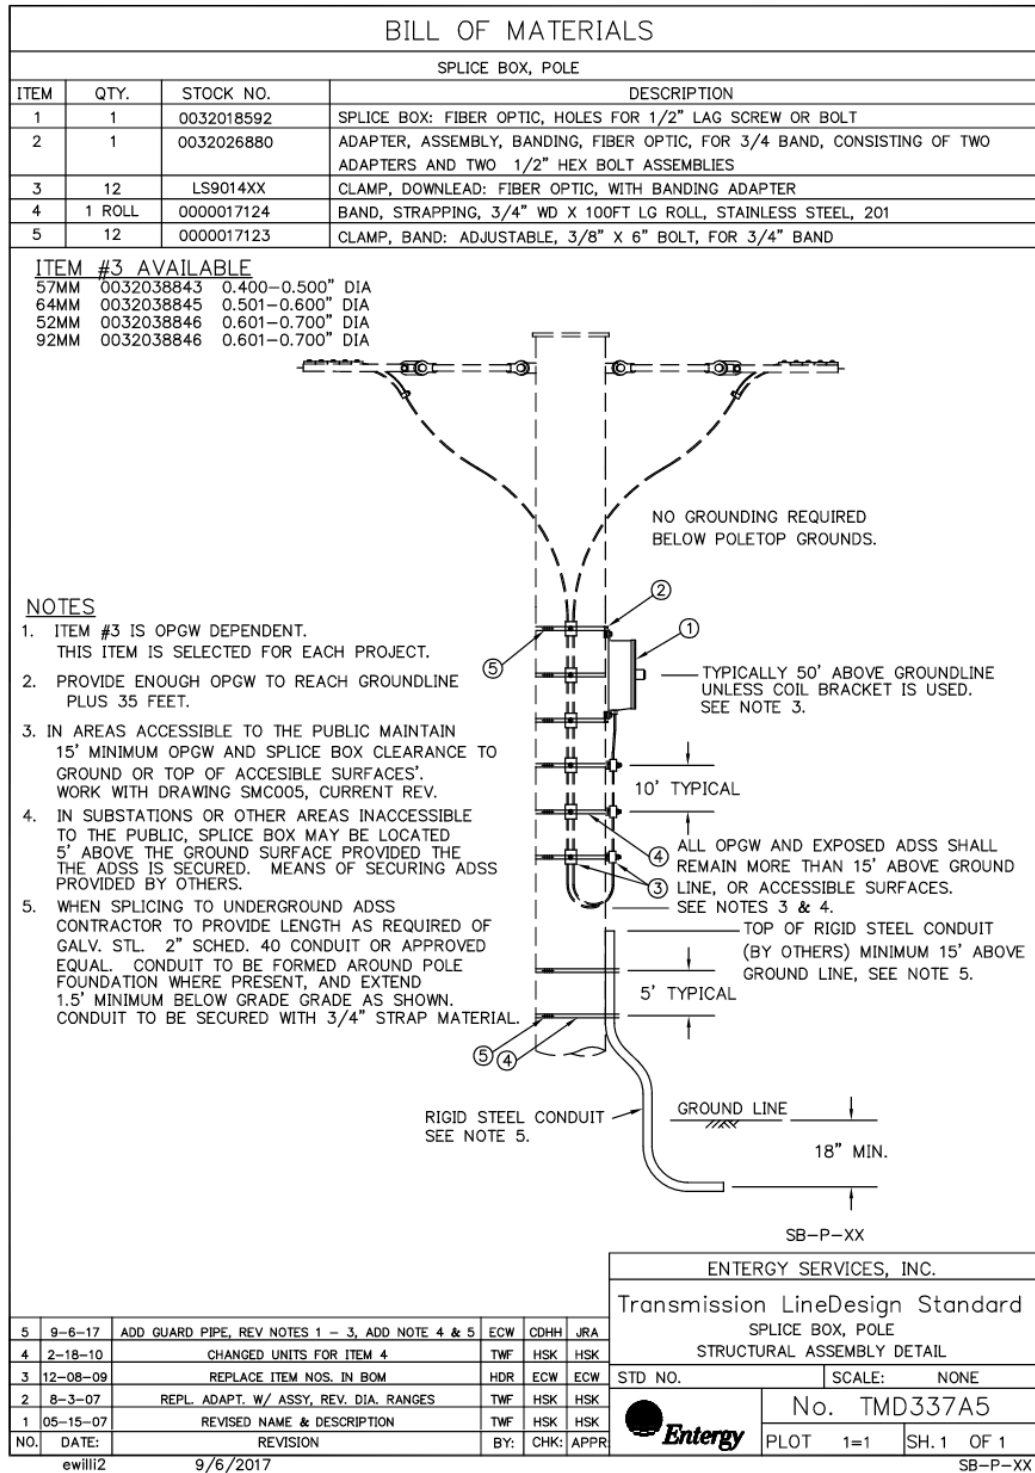 BILL OF MATERIALS
SPLICE BOX, POLE
ITEM QTY. STOCK NO. DESCRIPTION
1 1 0032018592 SPLICE BOX: FIBER OPTIC, HOLES FOR 1/2" LAG SCREW OR BOLT
2 1 0032026880 ADAPTER, ASSEMBLY, BANDING, FIBER OPTIC, FOR 3/4 BAND, CONSISTING OF TWO
ADAPTERS AND TWO 1/2" HEX BOLT ASSEMBLIES
3 12 LS9014XX CLAMP, DOWNLEAD: FIBER OPTIC, WITH BANDING ADAPTER
4 1 ROLL 0000017124 BAND, STRAPPING, 3/4" WD X 100FT LG ROLL, STAINLESS STEEL, 201
5 12 0000017123 CLAMP, BAND: ADJUSTABLE, 3/8" X 6" BOLT, FOR 3/4" BAND
ITEM #3 AVAILABLE
57MM 0032038843 0.400-0.500" DIA
64MM 0032038845 0.501-0.600" DIA
52MM 0032038846 0.601-0.700" DIA
92MM 0032038846 0.601-0.700" DIA
NO GROUNDING REQUIRED
BELOW POLETOP GROUNDS.
2
1
5
TYPICALLY 50' ABOVE GROUNDLINE
UNLESS COIL BRACKET IS USED.
SEE NOTE 3.
10' TYPICAL
4
3
ALL OPGW AND EXPOSED ADSS SHALL
REMAIN MORE THAN 15' ABOVE GROUND
LINE, OR ACCESSIBLE SURFACES.
SEE NOTES 3 & 4.
TOP OF RIGID STEEL CONDUIT
(BY OTHERS) MINIMUM 15' ABOVE
GROUND LINE, SEE NOTE 5.
5' TYPICAL
5
4
NOTES
1. ITEM #3 IS OPGW DEPENDENT.
THIS ITEM IS SELECTED FOR EACH PROJECT.
2. PROVIDE ENOUGH OPGW TO REACH GROUNDLINE
PLUS 35 FEET.
3. IN AREAS ACCESSIBLE TO THE PUBLIC MAINTAIN
15' MINIMUM OPGW AND SPLICE BOX CLEARANCE TO
GROUND OR TOP OF ACCESIBLE SURFACES'.
WORK WITH DRAWING SMC005, CURRENT REV.
4. IN SUBSTATIONS OR OTHER AREAS INACCESSIBLE
TO THE PUBLIC, SPLICE BOX MAY BE LOCATED
5' ABOVE THE GROUND SURFACE PROVIDED THE
THE ADSS IS SECURED. MEANS OF SECURING ADSS
PROVIDED BY OTHERS.
5. WHEN SPLICING TO UNDERGROUND ADSS
CONTRACTOR TO PROVIDE LENGTH AS REQUIRED OF
GALV. STL. 2" SCHED. 40 CONDUIT OR APPROVED
EQUAL. CONDUIT TO BE FORMED AROUND POLE
FOUNDATION WHERE PRESENT, AND EXTEND
1.5' MINIMUM BELOW GRADE GRADE AS SHOWN.
CONDUIT TO BE SECURED WITH 3/4" STRAP MATERIAL.
RIGID STEEL CONDUIT
SEE NOTE 5.
GROUND LINE
18" MIN.
SB-P-XX
ENTERGY SERVICES, INC.
Transmission LineDesign Standard
SPLICE BOX, POLE
STRUCTURAL ASSEMBLY DETAIL
STD NO. SCALE: NONE
Entergy
No. TMD337A5
PLOT 1=1 SH. 1 OF 1
5 9-6-17 ADD GUARD PIPE, REV NOTES 1 - 3, ADD NOTE 4 & 5 ECW CDHH JRA
4 2-18-10 CHANGED UNITS FOR ITEM 4 TWF HSK HSK
3 12-08-09 REPLACE ITEM NOS. IN BOM HDR ECW ECW
2 8-3-07 REPL. ADAPT. W/ ASSY, REV. DIA. RANGES TWF HSK HSK
1 05-15-07 REVISED NAME & DESCRIPTION TWF HSK HSK
NO. DATE: REVISION BY: CHK: APPR:
ewilli2 9/6/2017 SB-P-XX